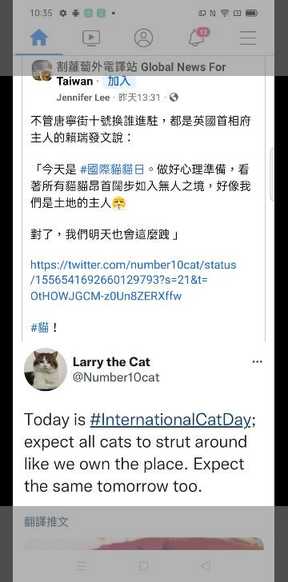 10:35
12
割蘿蔔外電譯站 Global News For
Taiwan · 加入
Jennifer Lee · 昨天13:31 ·
不管唐寧街十號換誰進駐,都是英國首相府
主人的賴瑞發文說:
「今天是 #國際貓貓日。做好心理準備,看
著所有貓貓昂首闊步如入無人之境,好像我
們是土地的主人😤
對了,我們明天也會這麼跩 」
https://twitter.com/number10cat/status
/1556541692660129793?s=21&t=
OtHOWJGCM-z0Un8ZERXffw
#貓!
Larry the Cat
@Number10cat
Today is #InternationalCatDay;
expect all cats to strut around
like we own the place. Expect
the same tomorrow too.
翻譯推文